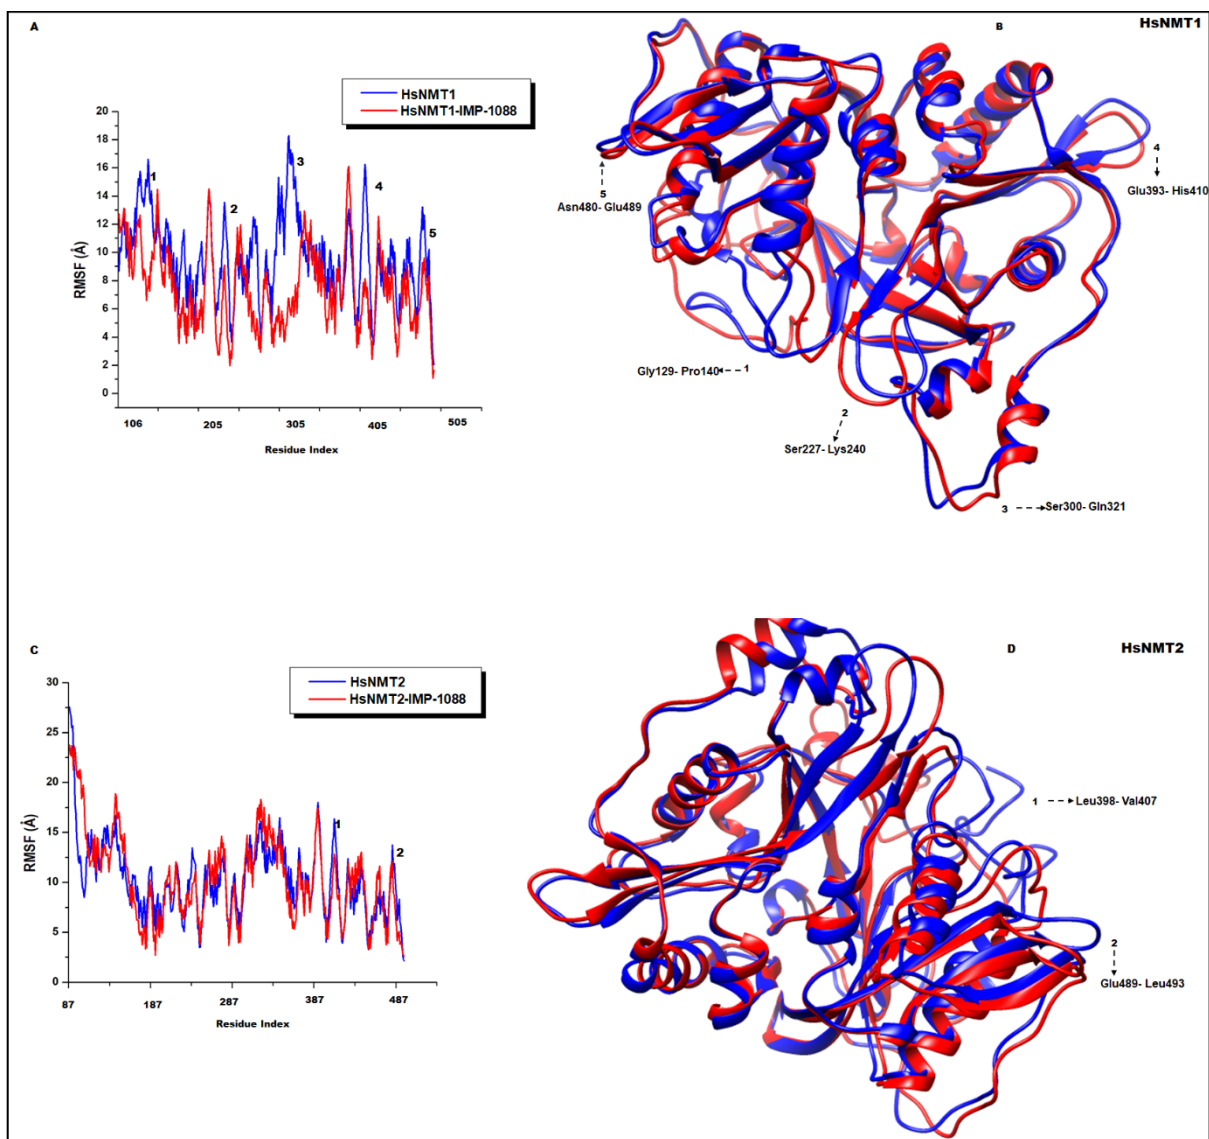 A
HsNMT1
HsNMT1-IMP-1088
20
18
16
14
12
10
8
6
4
2
0
RMSF (Å)
1
2
3
4
5
106 205 305 405 505
Residue Index
B
HsNMT1
4
Glu393- His410
5
Asn480- Glu489
Gly129- Pro140
1
2
Ser227- Lys240
3
Ser300- Gln321
C
HsNMT2
HsNMT2-IMP-1088
30
25
20
15
10
5
0
RMSF (Å)
1
2
87 187 287 387 487
Residue Index
D
HsNMT2
1
Leu398- Val407
2
Glu489- Leu493